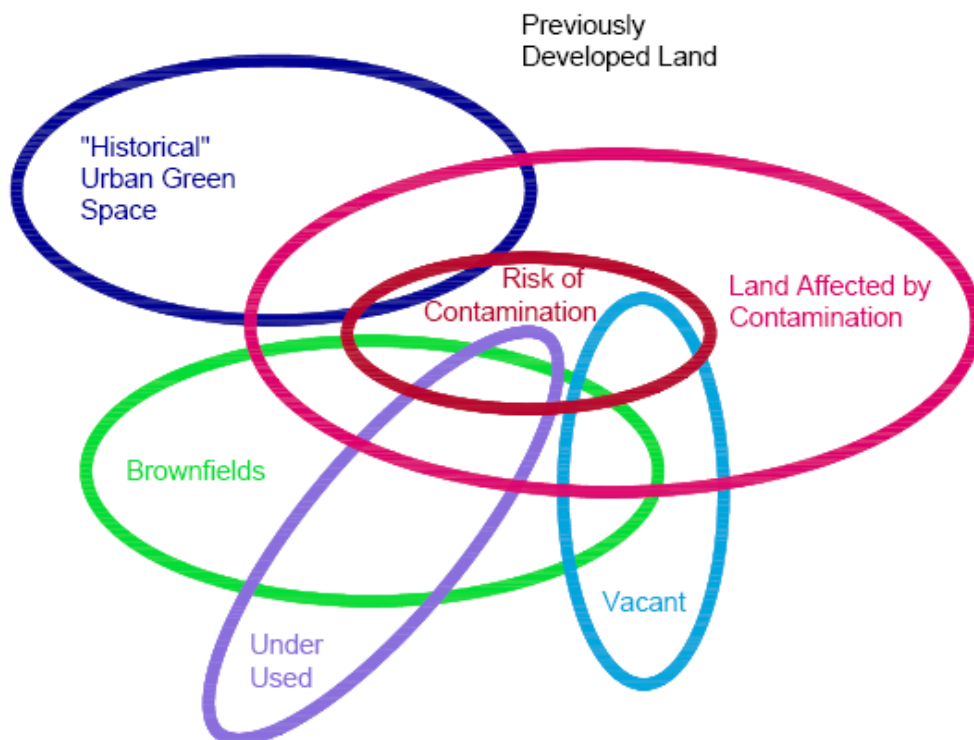 Previously
Developed Land
"Historical"
Urban Green
Space
Risk of
Contamination
Land Affected by
Contamination
Brownfields
Vacant
Under
Used